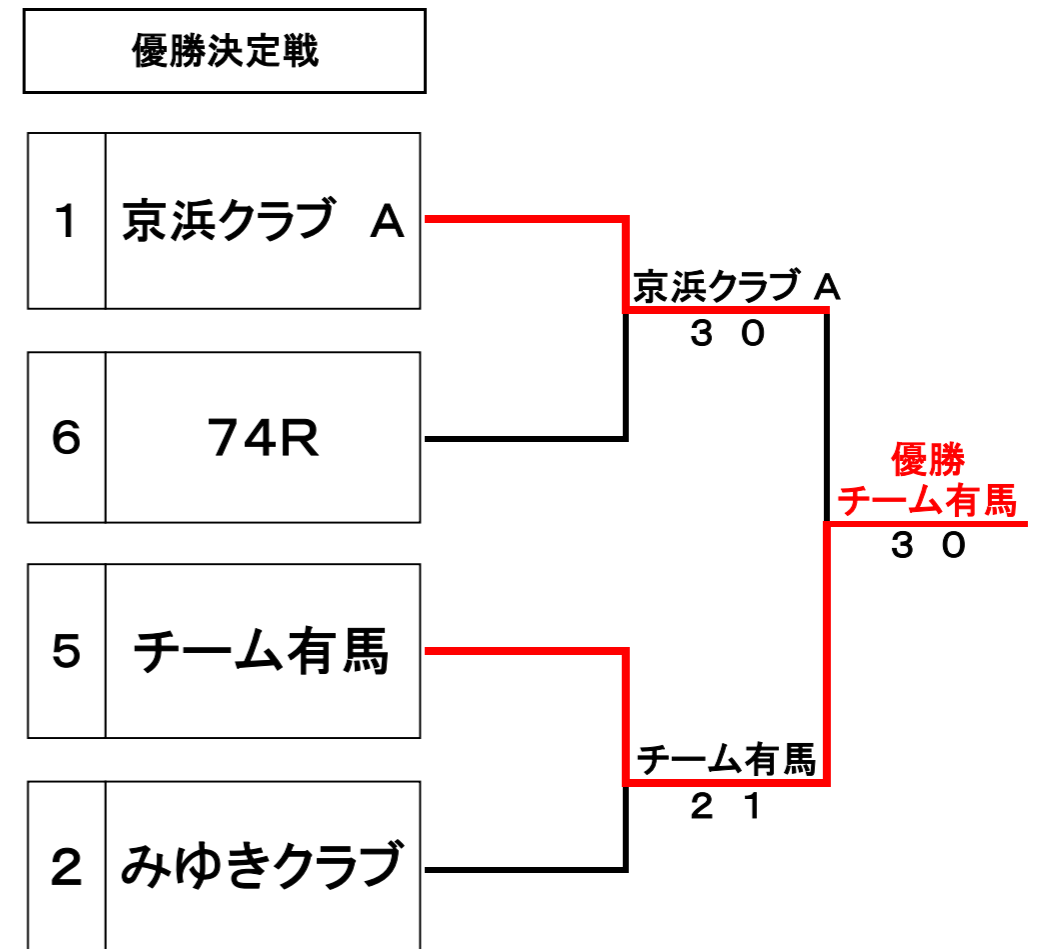 優勝決定戦
1 京浜クラブ A
京浜クラブ A
3 0
6 74R
優勝
チーム有馬
3 0
5 チーム有馬
チーム有馬
2 1
2 みゆきクラブ